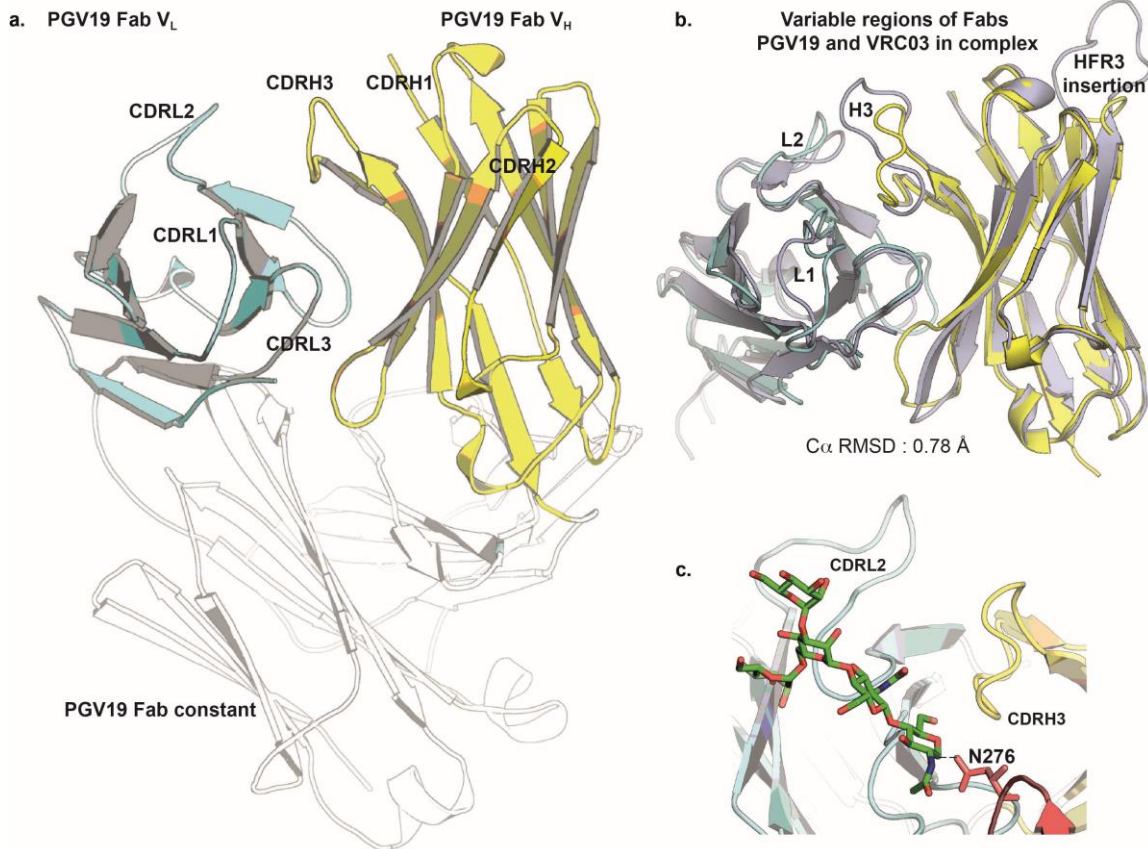 a. PGV19 Fab VL
PGV19 Fab VH
CDRH3
CDRH1
CDRL2
CDRH2
CDRL1
CDRL3
PGV19 Fab constant
b. Variable regions of Fabs
PGV19 and VRC03 in complex
HFR3
insertion
H3
L2
L1
Cα RMSD : 0.78 Å
c.
CDRL2
CDRH3
N276